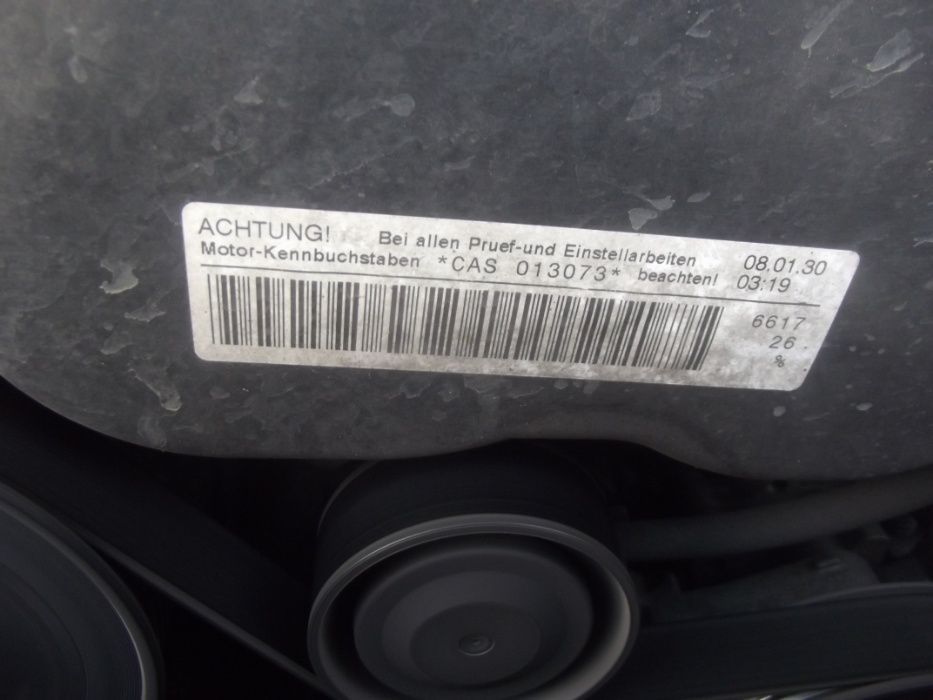 ACHTUNG! Bei allen Pruef-und Einstellarbeiten 08.01.30
Motor-Kennbuchstaben *CAS 013073* beachten! 03:19
6617
26
%